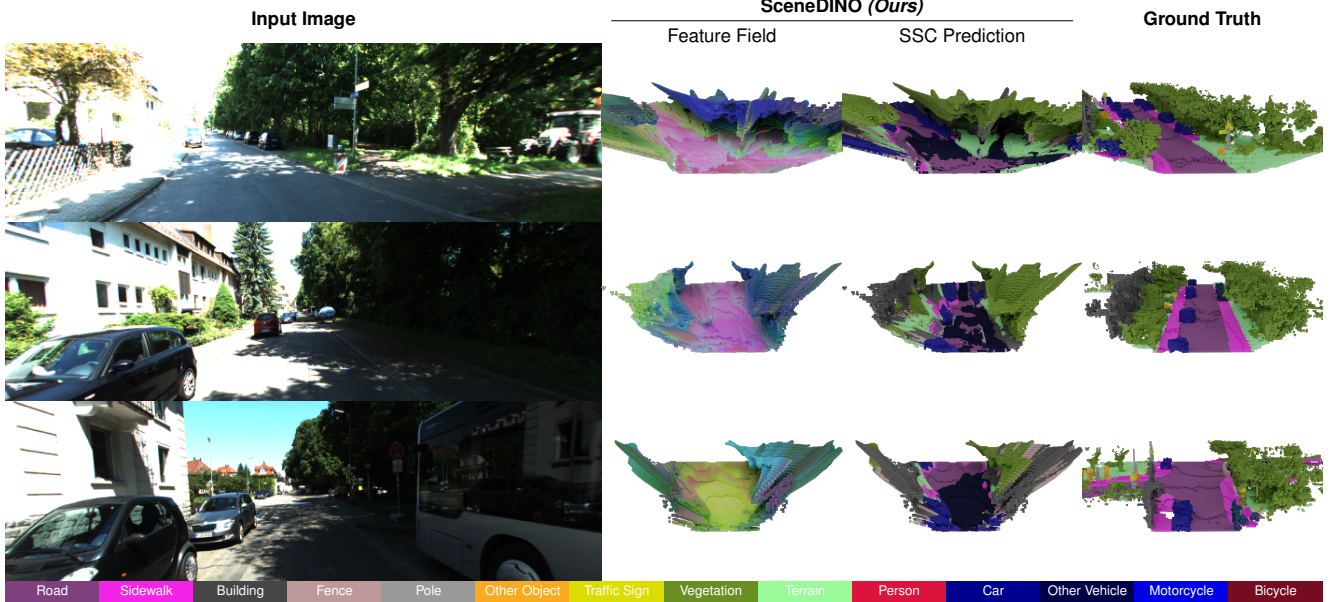 SceneDINO (Ours)
Input Image
Ground Truth
Feature Field
SSC Prediction
Road
Sidewalk
Building
Fence
Pole
Other Object
Traffic Sign
Vegetation
Terrain
Person
Car
Other Vehicle
Motorcycle
Bicycle